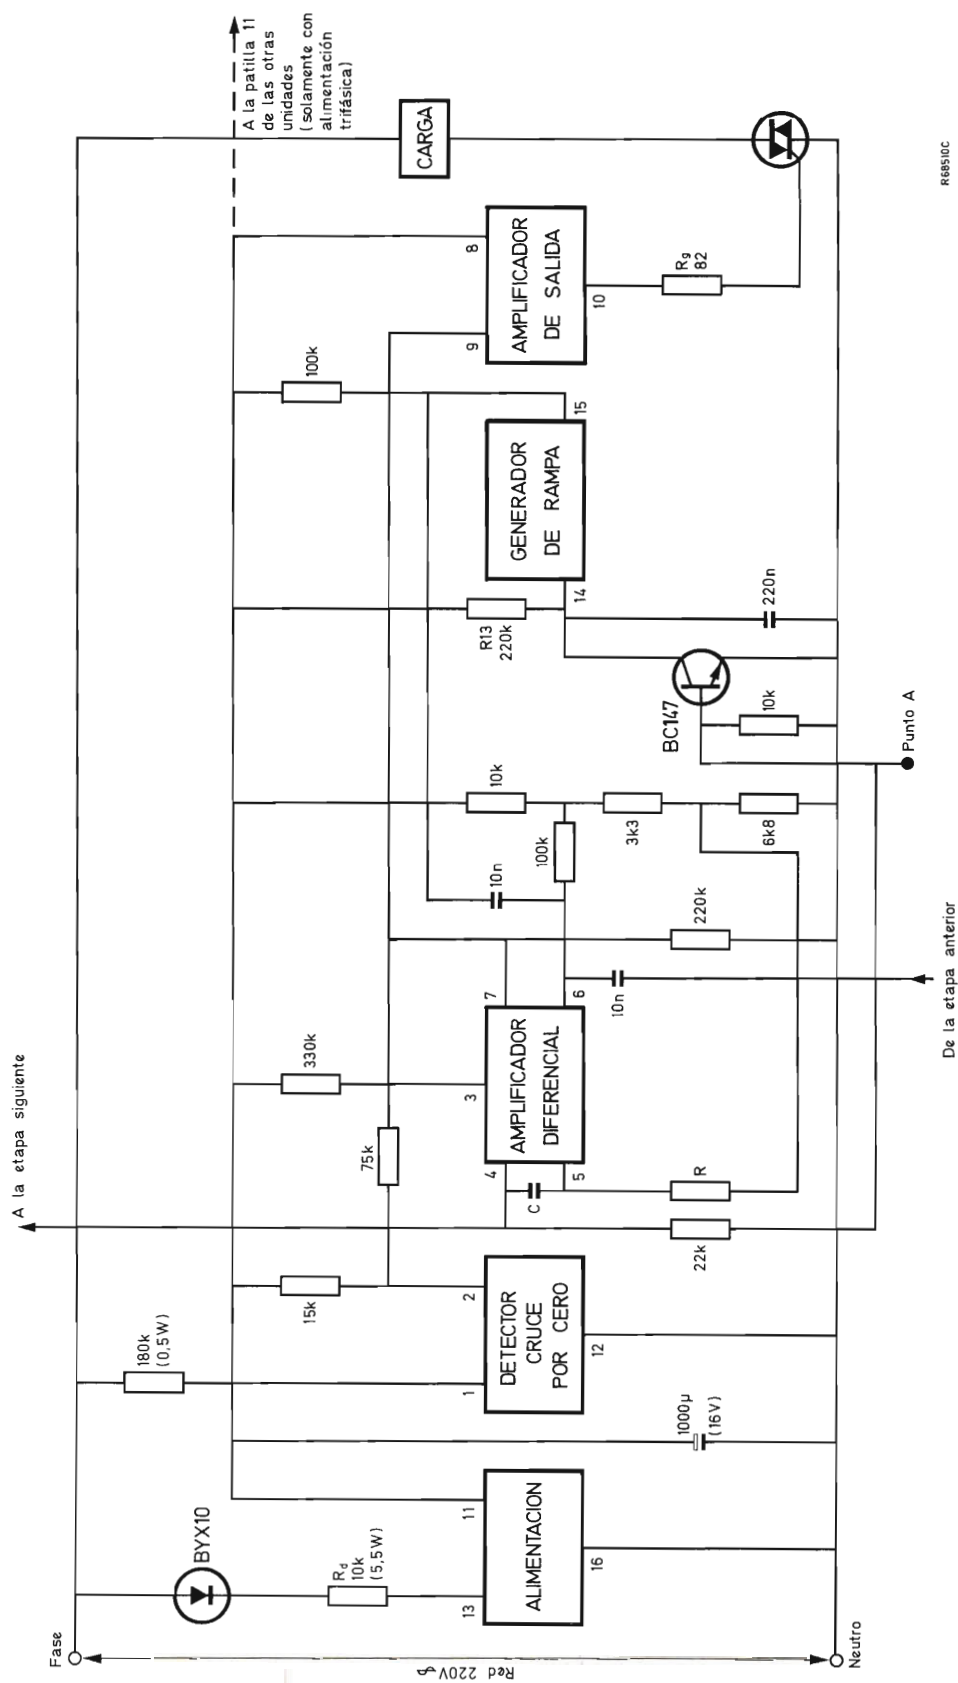 Fase
Red 220V
Neutro
BYX10
Rd
10k
(5,5W)
13
11
ALIMENTACION
16
1000µ
(16V)
180k
(0,5W)
15k
1
2
DETECTOR
CRUCE
POR CERO
12
A la etapa siguiente
75k
22k
R
C
4
5
330k
3
AMPLIFICADOR
DIFERENCIAL
7
6
10n
De la etapa anterior
220k
10n
100k
10k
3k3
6k8
Punto A
BC147
10k
R13
220k
220n
14
GENERADOR
DE RAMPA
15
100k
9
8
AMPLIFICADOR
DE SALIDA
10
Rg
82
CARGA
A la patilla 11
de las otras
unidades
(solamente con
alimentación
trifásica)
R68510C